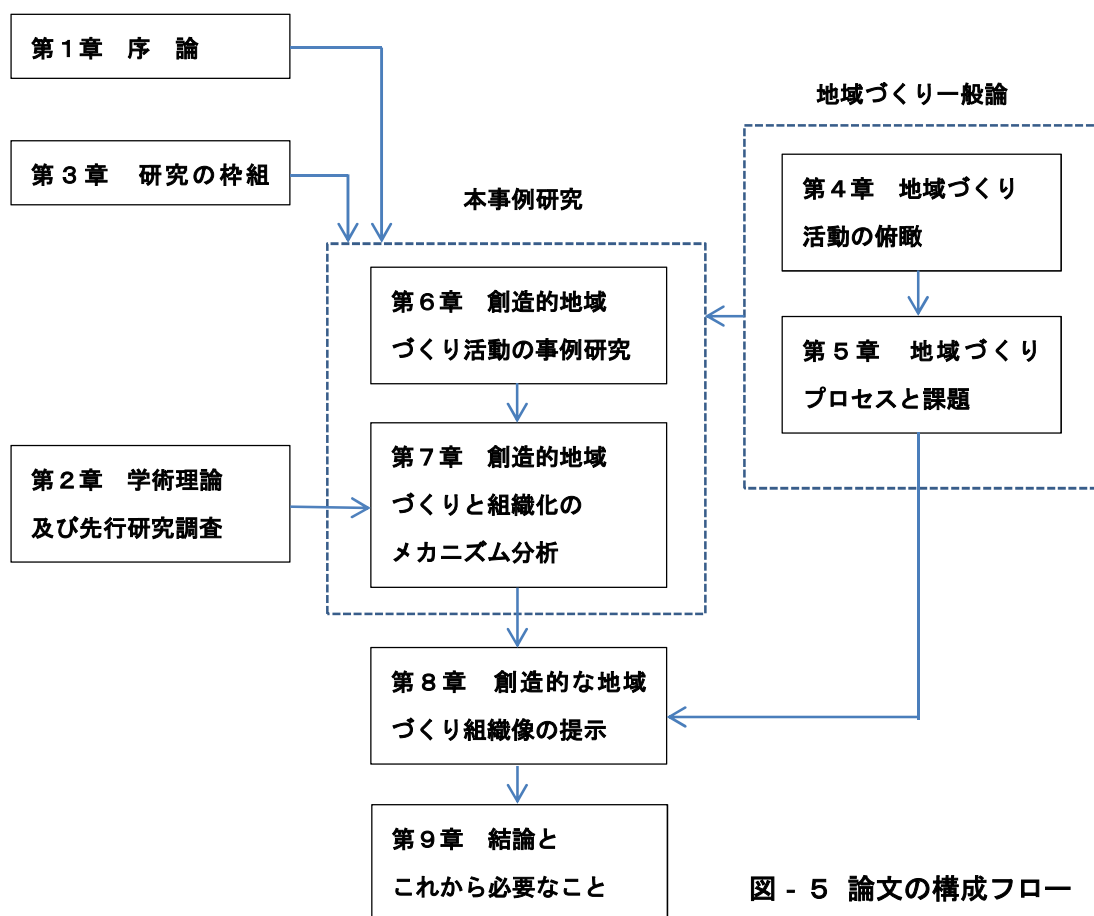 第１章　序　論
地域づくり一般論
第３章　研究の枠組
第４章　地域づくり
活動の俯瞰
本事例研究
第６章　創造的地域
づくり活動の事例研究
第５章　地域づくり
プロセスと課題
第２章　学術理論
及び先行研究調査
第７章　創造的地域
づくりと組織化の
メカニズム分析
第８章　創造的な地域
づくり組織像の提示
第９章　結論と
これから必要なこと
図 - ５ 論文の構成フロー